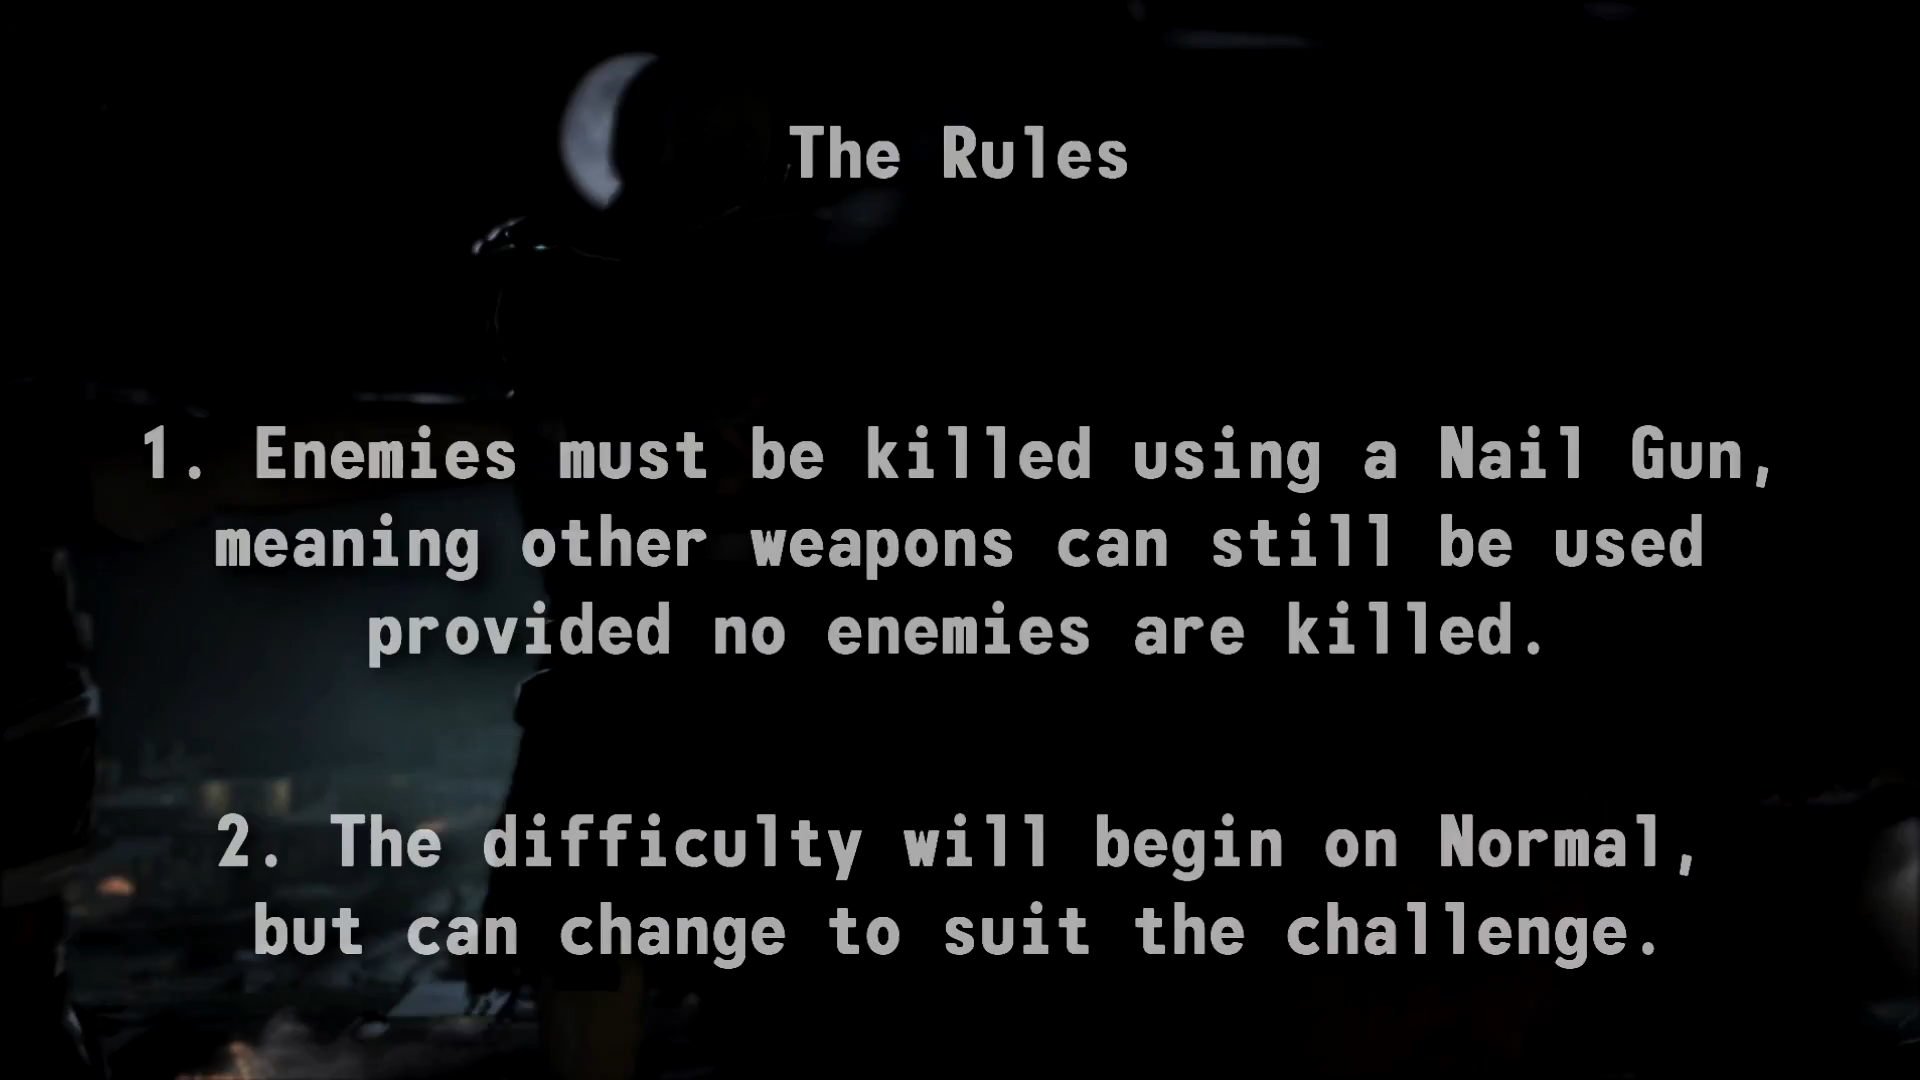 The Rules
1. Enemies must be killed using a Nail Gun,
meaning other weapons can still be used
provided no enemies are killed.
2. The difficulty will begin on Normal,
but can change to suit the challenge.